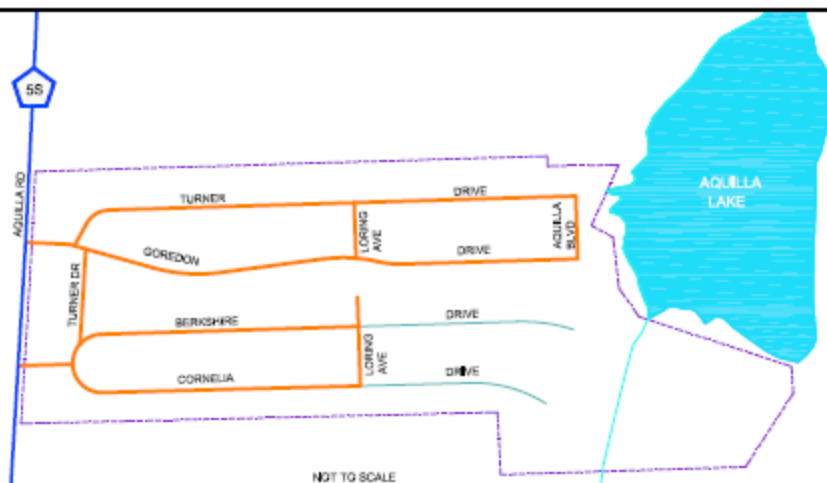 5S
AQUILLA RD
AQUILLA
LAKE
TURNER
DRIVE
LORING
AVE
AQUILLA
BLVD
GOREDON
DRIVE
TURNER DR
BERKSHIRE
DRIVE
LORING
AVE
CORNELIA
DRIVE
NOT TO SCALE